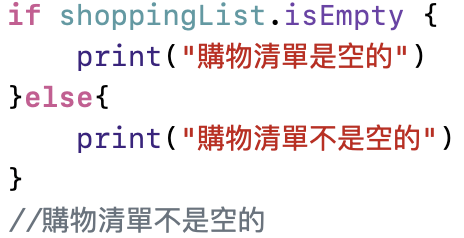 if shoppingList.isEmpty {
    print("購物清單是空的")
}else{
    print("購物清單不是空的")
}
//購物清單不是空的